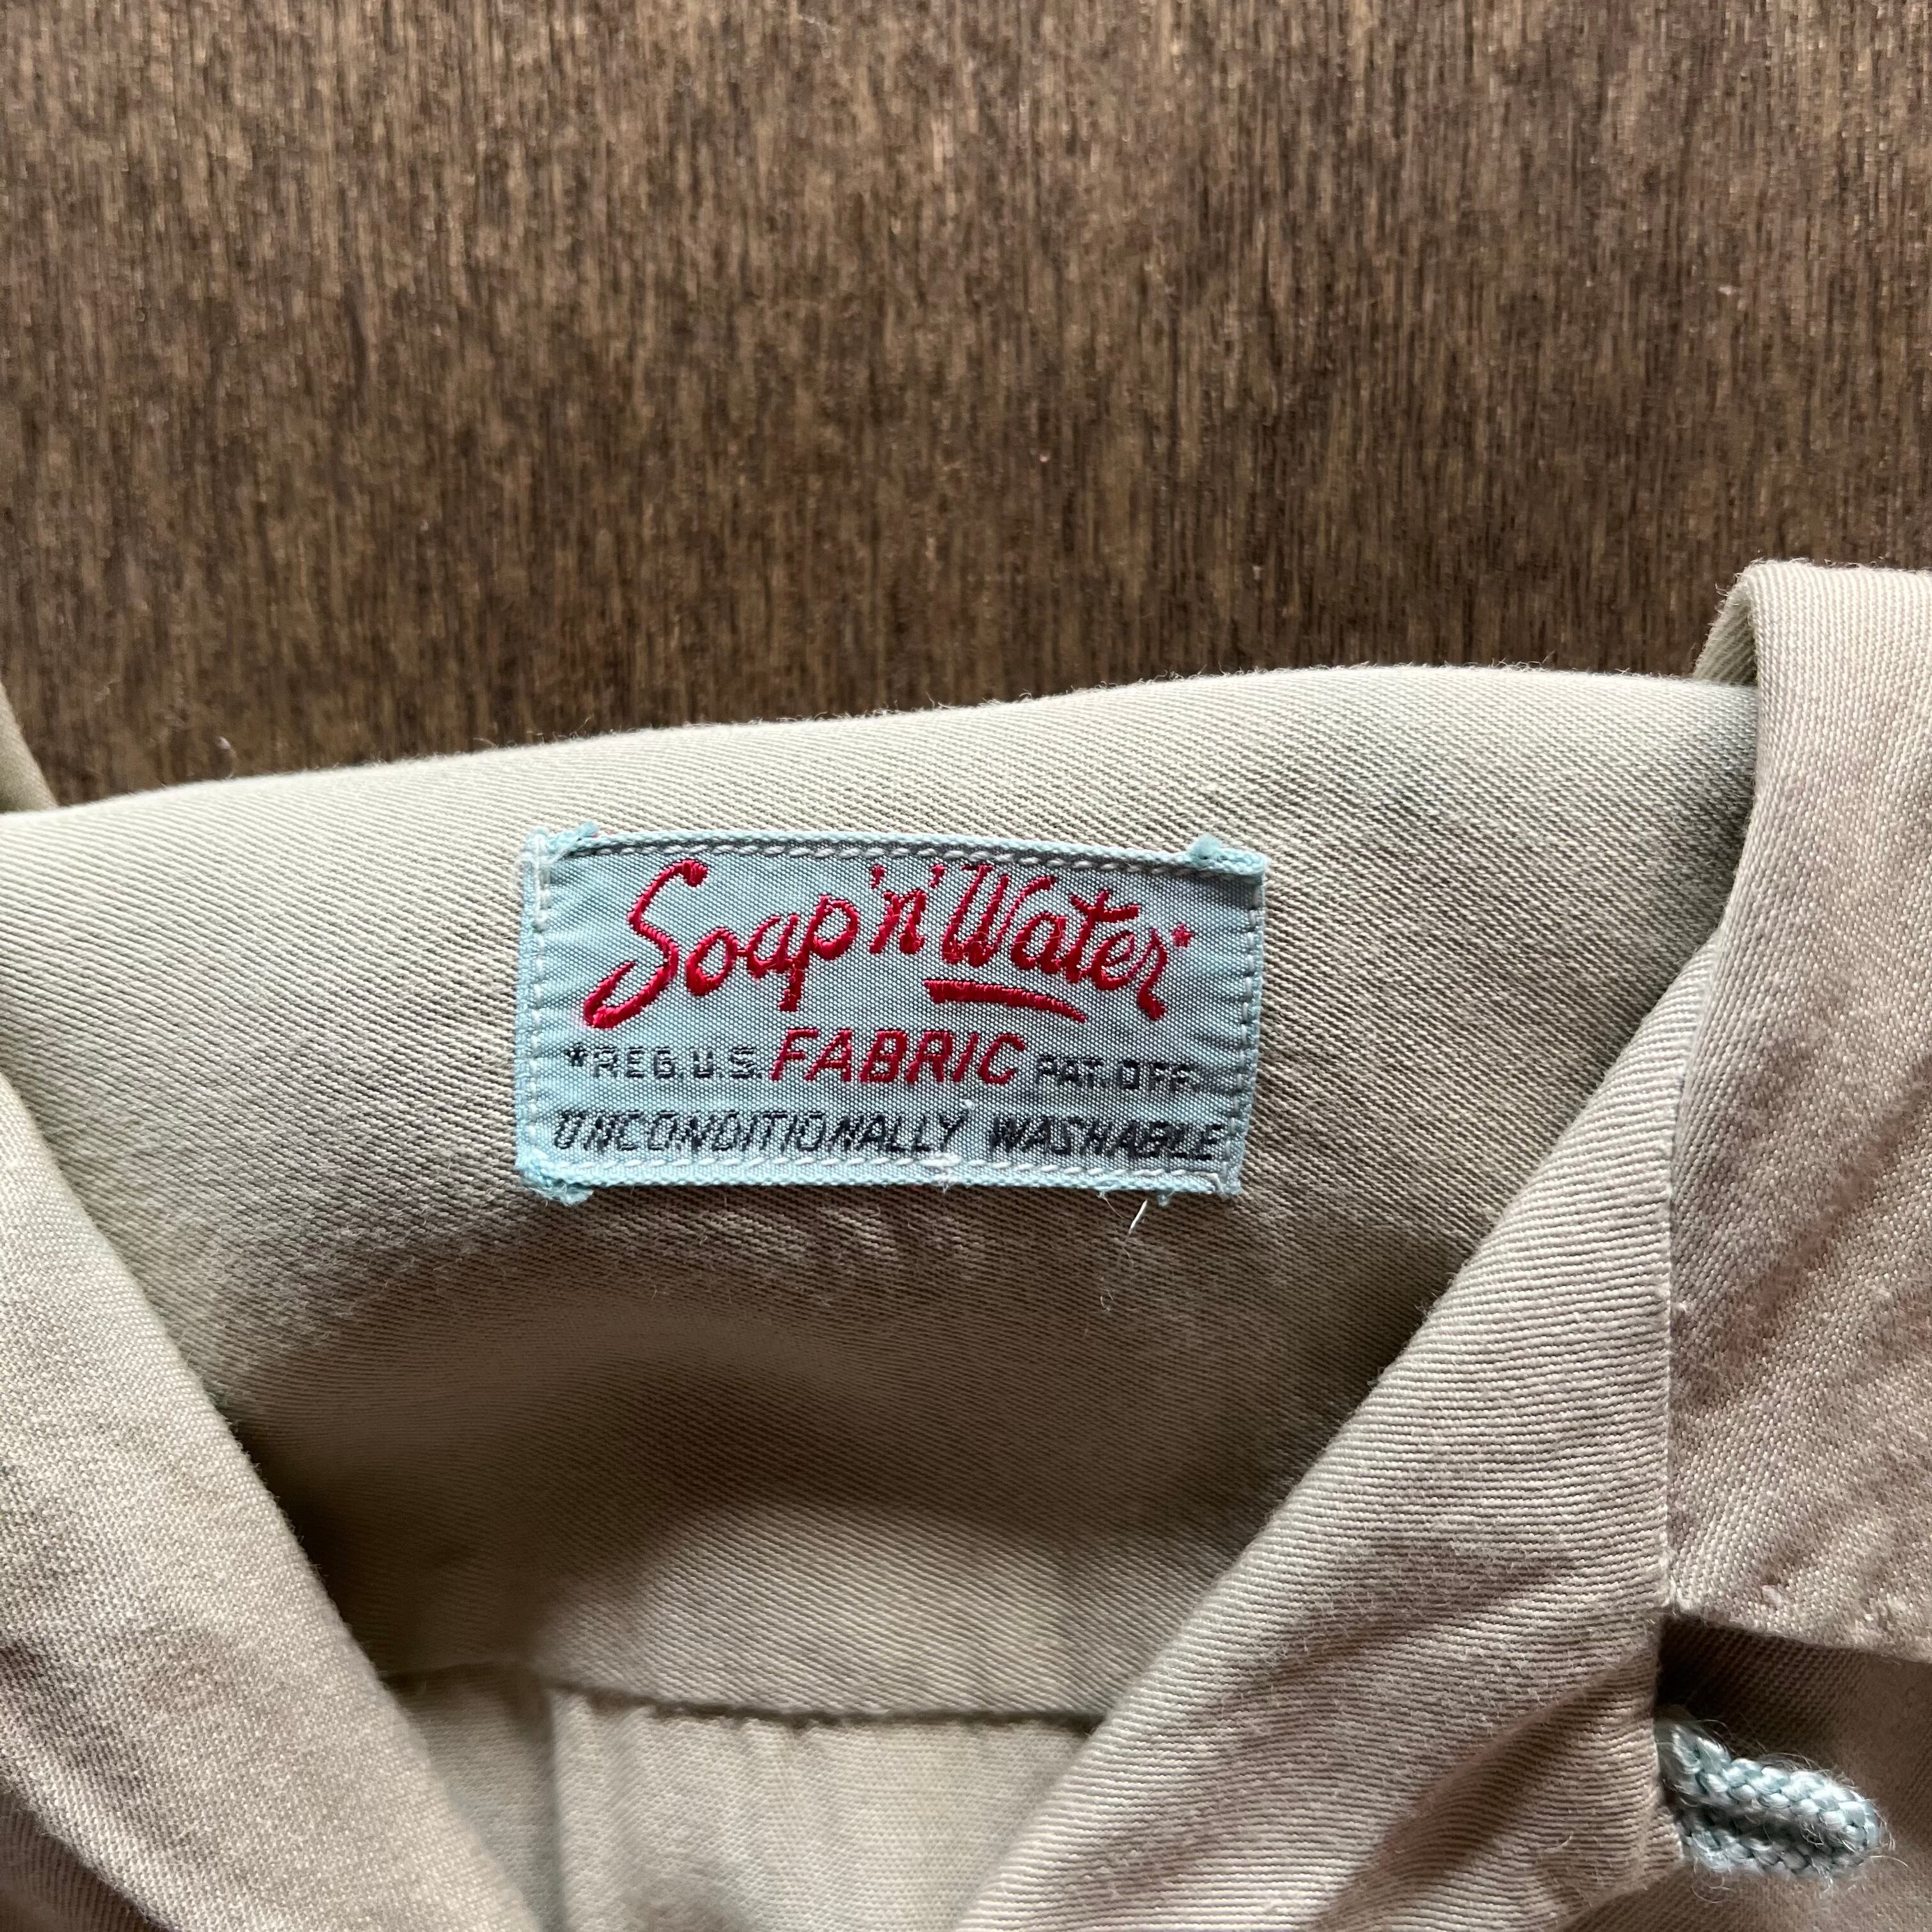 Soap 'n' Water*
*REG. U.S. FABRIC PAT. OFF.
UNCONDITIONALLY WASHABLE